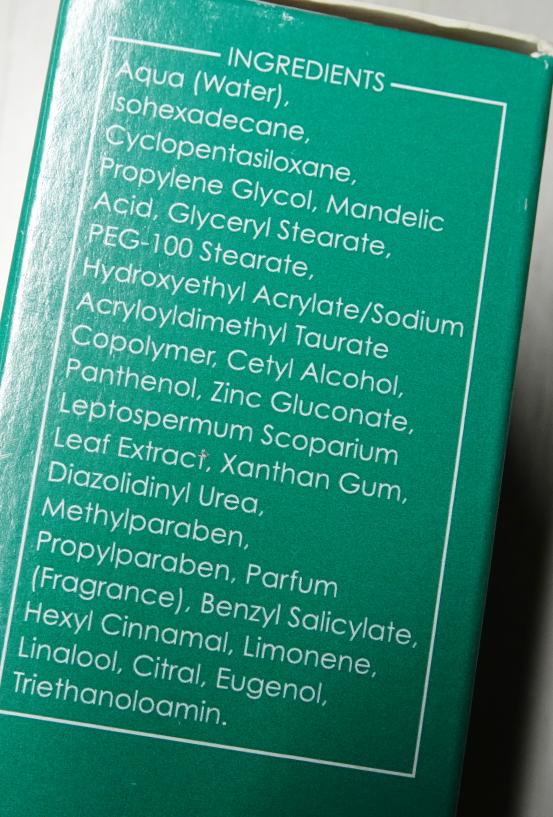 INGREDIENTS
Aqua (Water),
Isohexadecane,
Cyclopentasiloxane,
Propylene Glycol, Mandelic
Acid, Glyceryl Stearate,
PEG-100 Stearate,
Hydroxyethyl Acrylate/Sodium
Acryloyldimethyl Taurate
Copolymer, Cetyl Alcohol,
Panthenol, Zinc Gluconate,
Leptospermum Scoparium
Leaf Extract, Xanthan Gum,
Diazolidinyl Urea,
Methylparaben,
Propylparaben, Parfum
(Fragrance), Benzyl Salicylate,
Hexyl Cinnamal, Limonene,
Linalool, Citral, Eugenol,
Triethanoloamin.